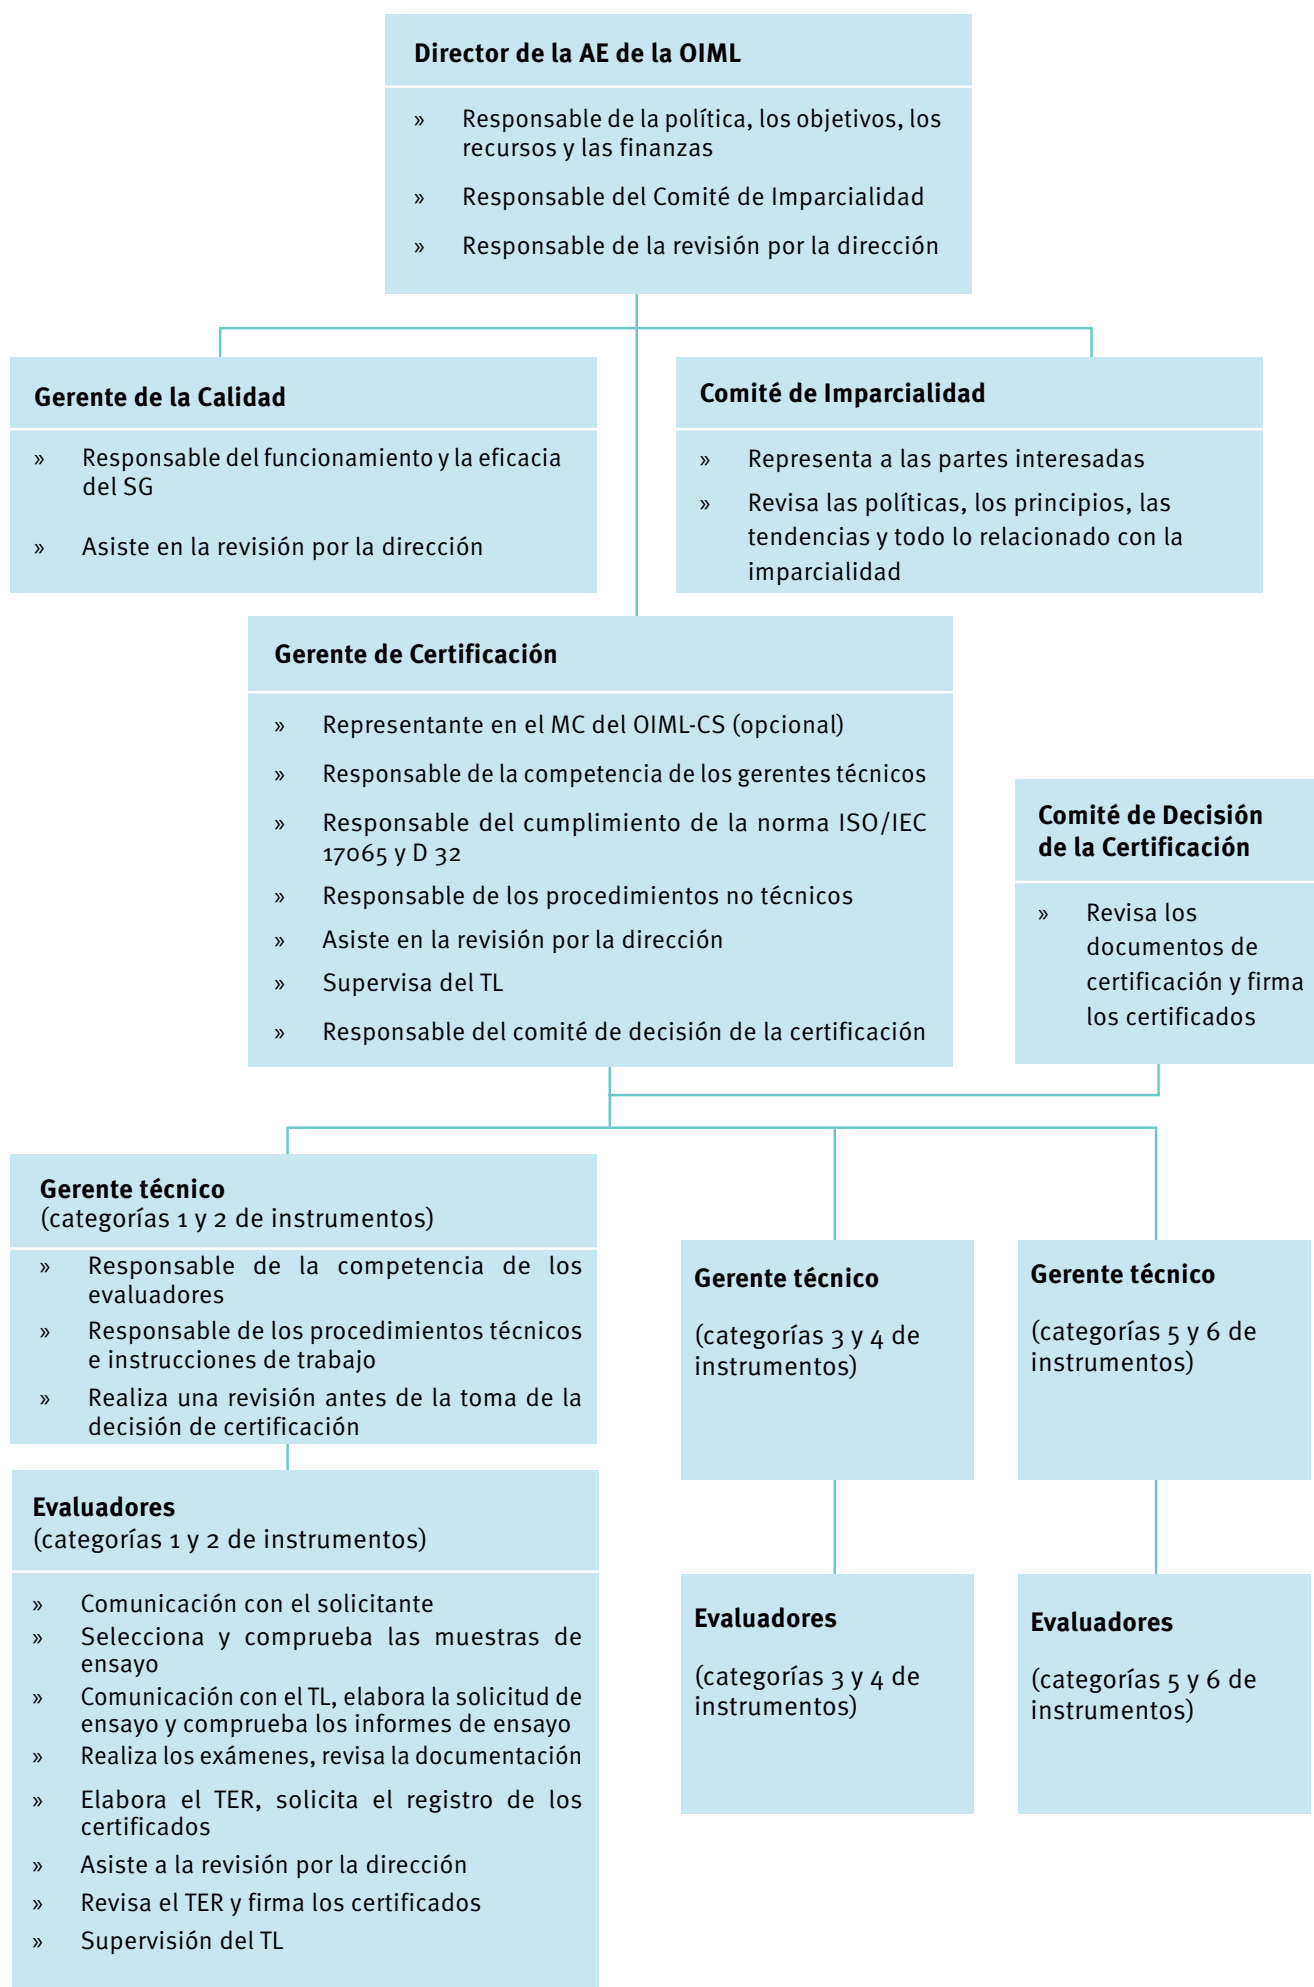 Director de la AE de la OIML
» Responsable de la política, los objetivos, los
recursos y las finanzas
» Responsable del Comité de Imparcialidad
» Responsable de la revisión por la dirección
Gerente de la Calidad
» Responsable del funcionamiento y la eficacia
del SG
» Asiste en la revisión por la dirección
Comité de Imparcialidad
» Representa a las partes interesadas
» Revisa las políticas, los principios, las
tendencias y todo lo relacionado con la
imparcialidad
Gerente de Certificación
» Representante en el MC del OIML-CS (opcional)
» Responsable de la competencia de los gerentes técnicos
» Responsable del cumplimiento de la norma ISO/IEC
17065 y D 32
» Responsable de los procedimientos no técnicos
» Asiste en la revisión por la dirección
» Supervisa del TL
» Responsable del comité de decisión de la certificación
Comité de Decisión
de la Certificación
» Revisa los
documentos de
certificación y firma
los certificados
Gerente técnico
(categorías 1 y 2 de instrumentos)
» Responsable de la competencia de los
evaluadores
» Responsable de los procedimientos técnicos
e instrucciones de trabajo
» Realiza una revisión antes de la toma de la
decisión de certificación
Gerente técnico
(categorías 3 y 4 de
instrumentos)
Gerente técnico
(categorías 5 y 6 de
instrumentos)
Evaluadores
(categorías 1 y 2 de instrumentos)
» Comunicación con el solicitante
» Selecciona y comprueba las muestras de
ensayo
» Comunicación con el TL, elabora la solicitud de
ensayo y comprueba los informes de ensayo
» Realiza los exámenes, revisa la documentación
» Elabora el TER, solicita el registro de los
certificados
» Asiste a la revisión por la dirección
» Revisa el TER y firma los certificados
» Supervisión del TL
Evaluadores
(categorías 3 y 4 de
instrumentos)
Evaluadores
(categorías 5 y 6 de
instrumentos)